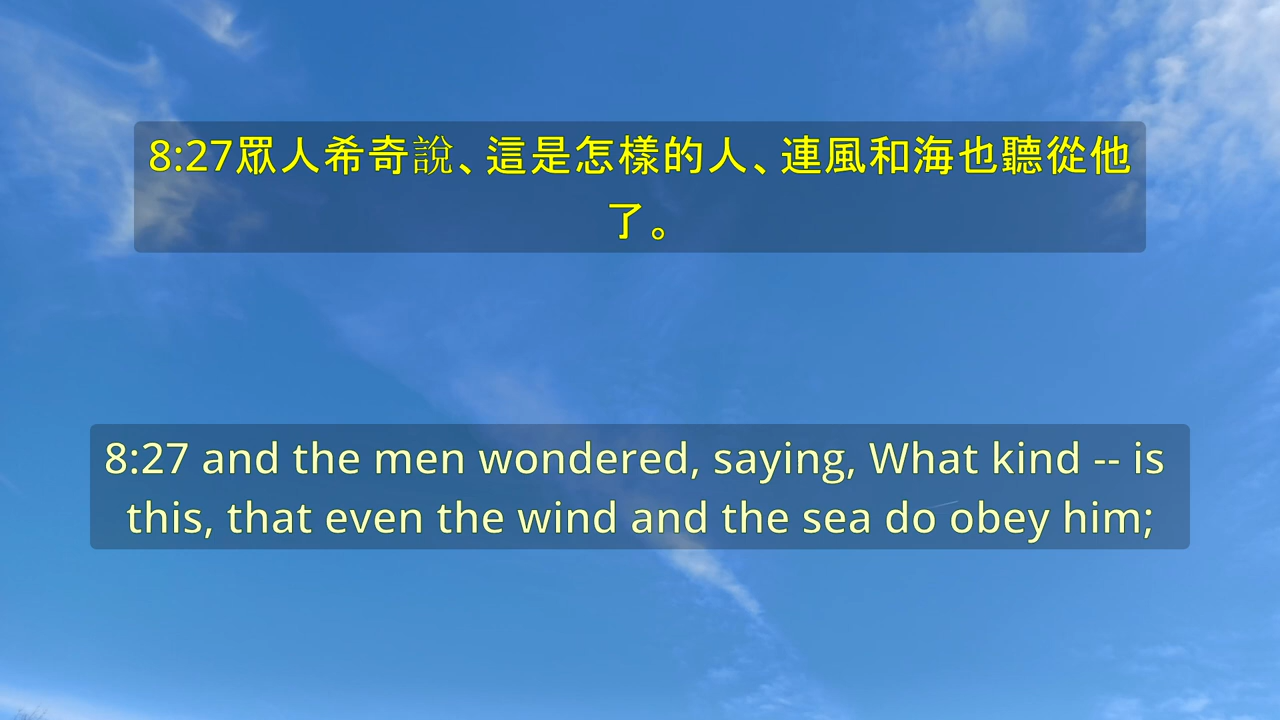 8:27眾人希奇說、這是怎樣的人、連風和海也聽從他
了。
8:27 and the men wondered, saying, What kind -- is
this, that even the wind and the sea do obey him;